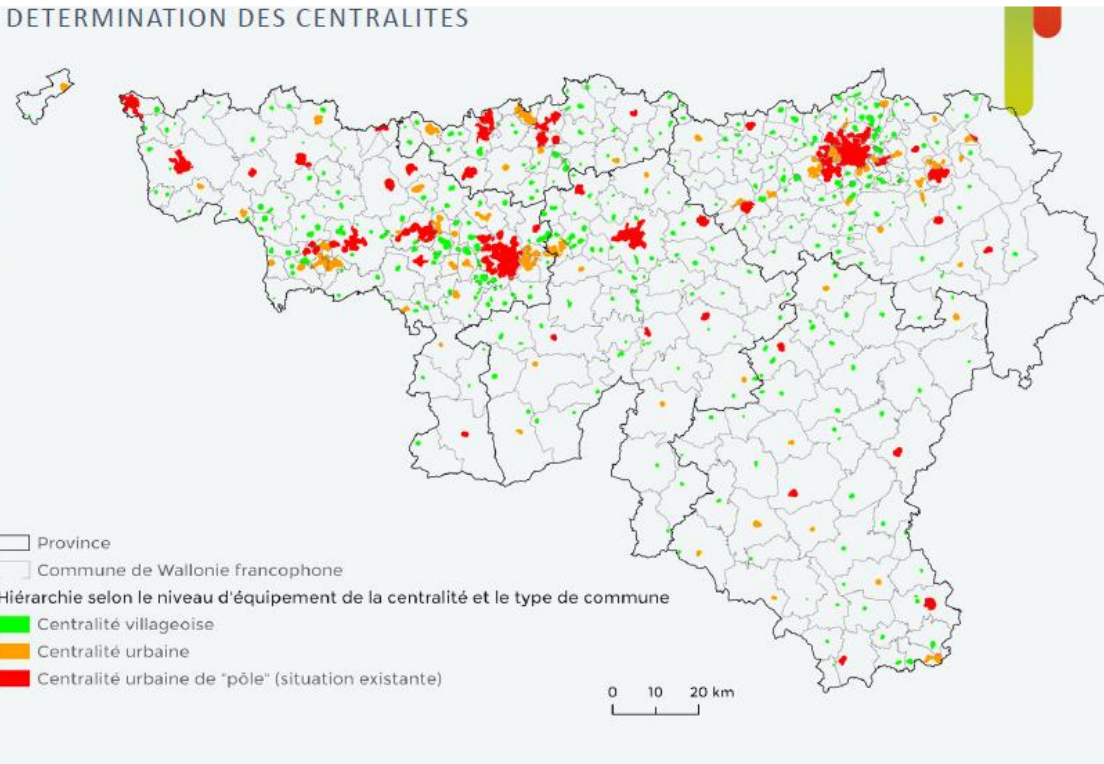 DETERMINATION DES CENTRALITES
Province
Commune de Wallonie francophone
Hiérarchie selon le niveau d'équipement de la centralité et le type de commune
Centralité villageoise
Centralité urbaine
Centralité urbaine de "pôle" (situation existante)
0 10 20 km